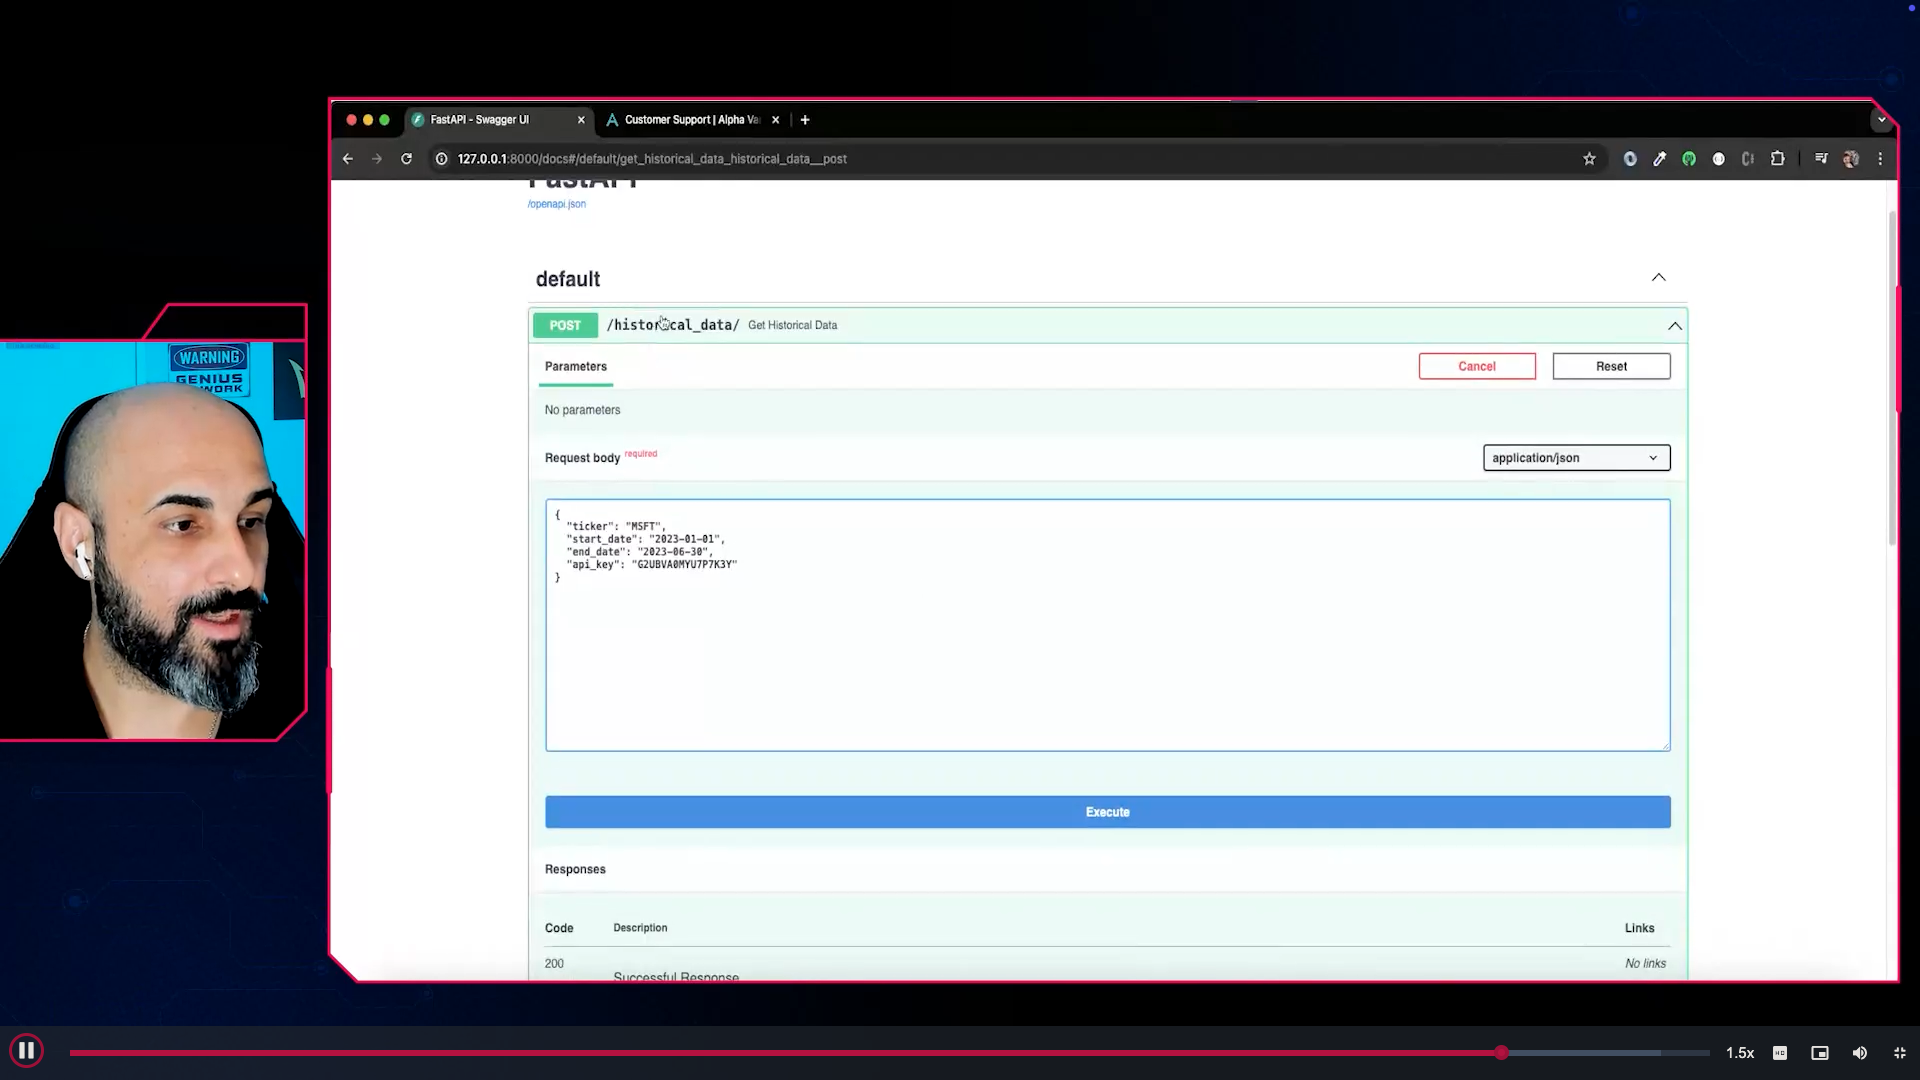 FastAPI - Swagger UI
Customer Support | Alpha Va
127.0.0.1:8000/docs#/default/get_historical_data_historical_data__post
FastAPI
/openapi.json
default
POST /historical_data/ Get Historical Data
Parameters
Cancel
Reset
No parameters
Request body required
application/json
{
"ticker": "MSFT",
"start_date": "2023-01-01",
"end_date": "2023-06-30",
"api_key": "G2UBVA0MYU7P7K3Y"
}
Execute
Responses
Code Description Links
200 Successful Response No links
WARNING
GENIUS
WORK
1.5x